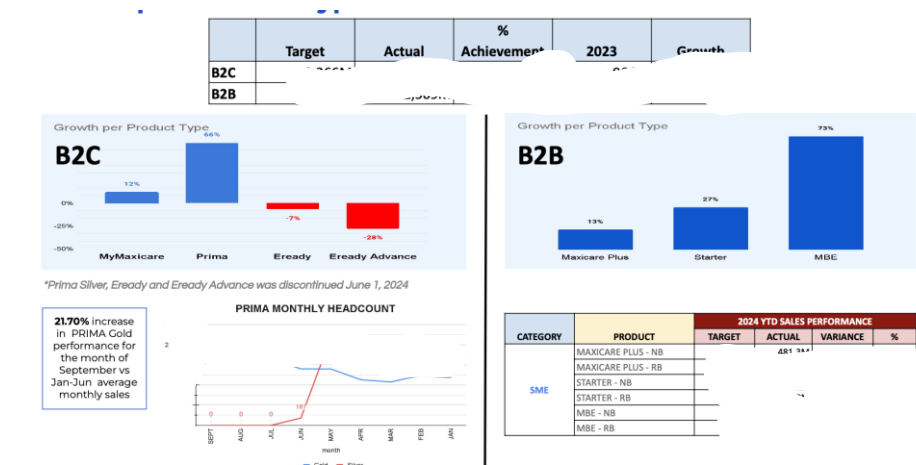 %
Target Actual Achievement 2023 Growth
B2C
B2B
Growth per Product Type
B2C
66%
12%
0%
-7%
-25%
-28%
-50%
MyMaxicare Prima Eready Eready Advance
*Prima Silver, Eready and Eready Advance was discontinued June 1, 2024
21.70% increase
in PRIMA Gold
performance for
the month of
September vs
Jan-Jun average
monthly sales
PRIMA MONTHLY HEADCOUNT
2
0 0 0
SEPT AUG JUL JUN MAY APR MAR FEB JAN
month
Growth per Product Type
B2B
73%
27%
13%
Maxicare Plus Starter MBE
2024 YTD SALES PERFORMANCE
CATEGORY PRODUCT TARGET ACTUAL VARIANCE %
MAXICARE PLUS - NB
MAXICARE PLUS - RB
STARTER - NB
SME
STARTER - RB
MBE - NB
MBE - RB